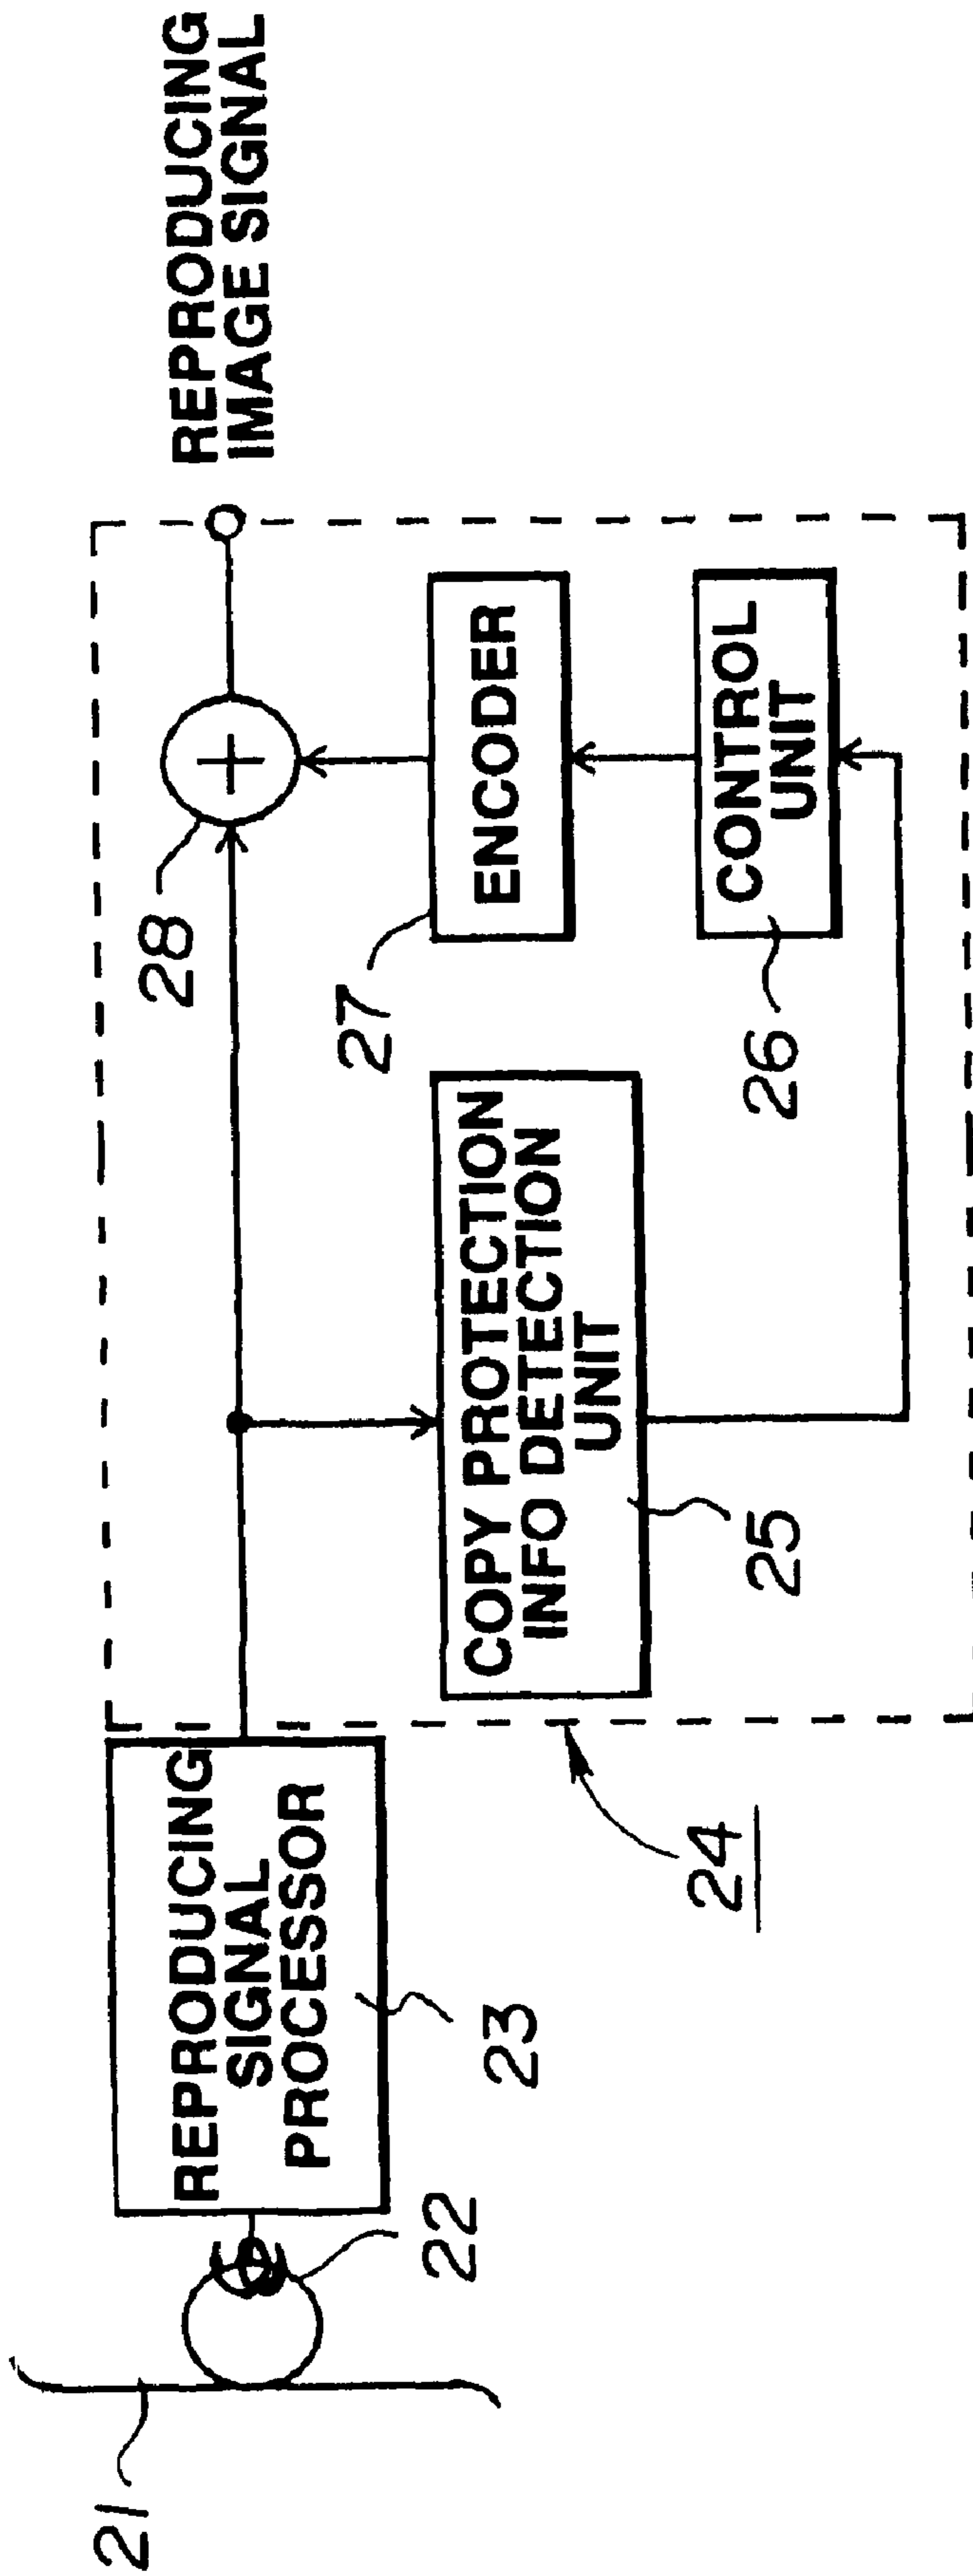 REPRODUCING
IMAGE SIGNAL
28
27
ENCODER
CONTROL
UNIT
26
COPY PROTECTION
INFO DETECTION
UNIT
25
REPRODUCING
SIGNAL
PROCESSOR
23
24
22
21